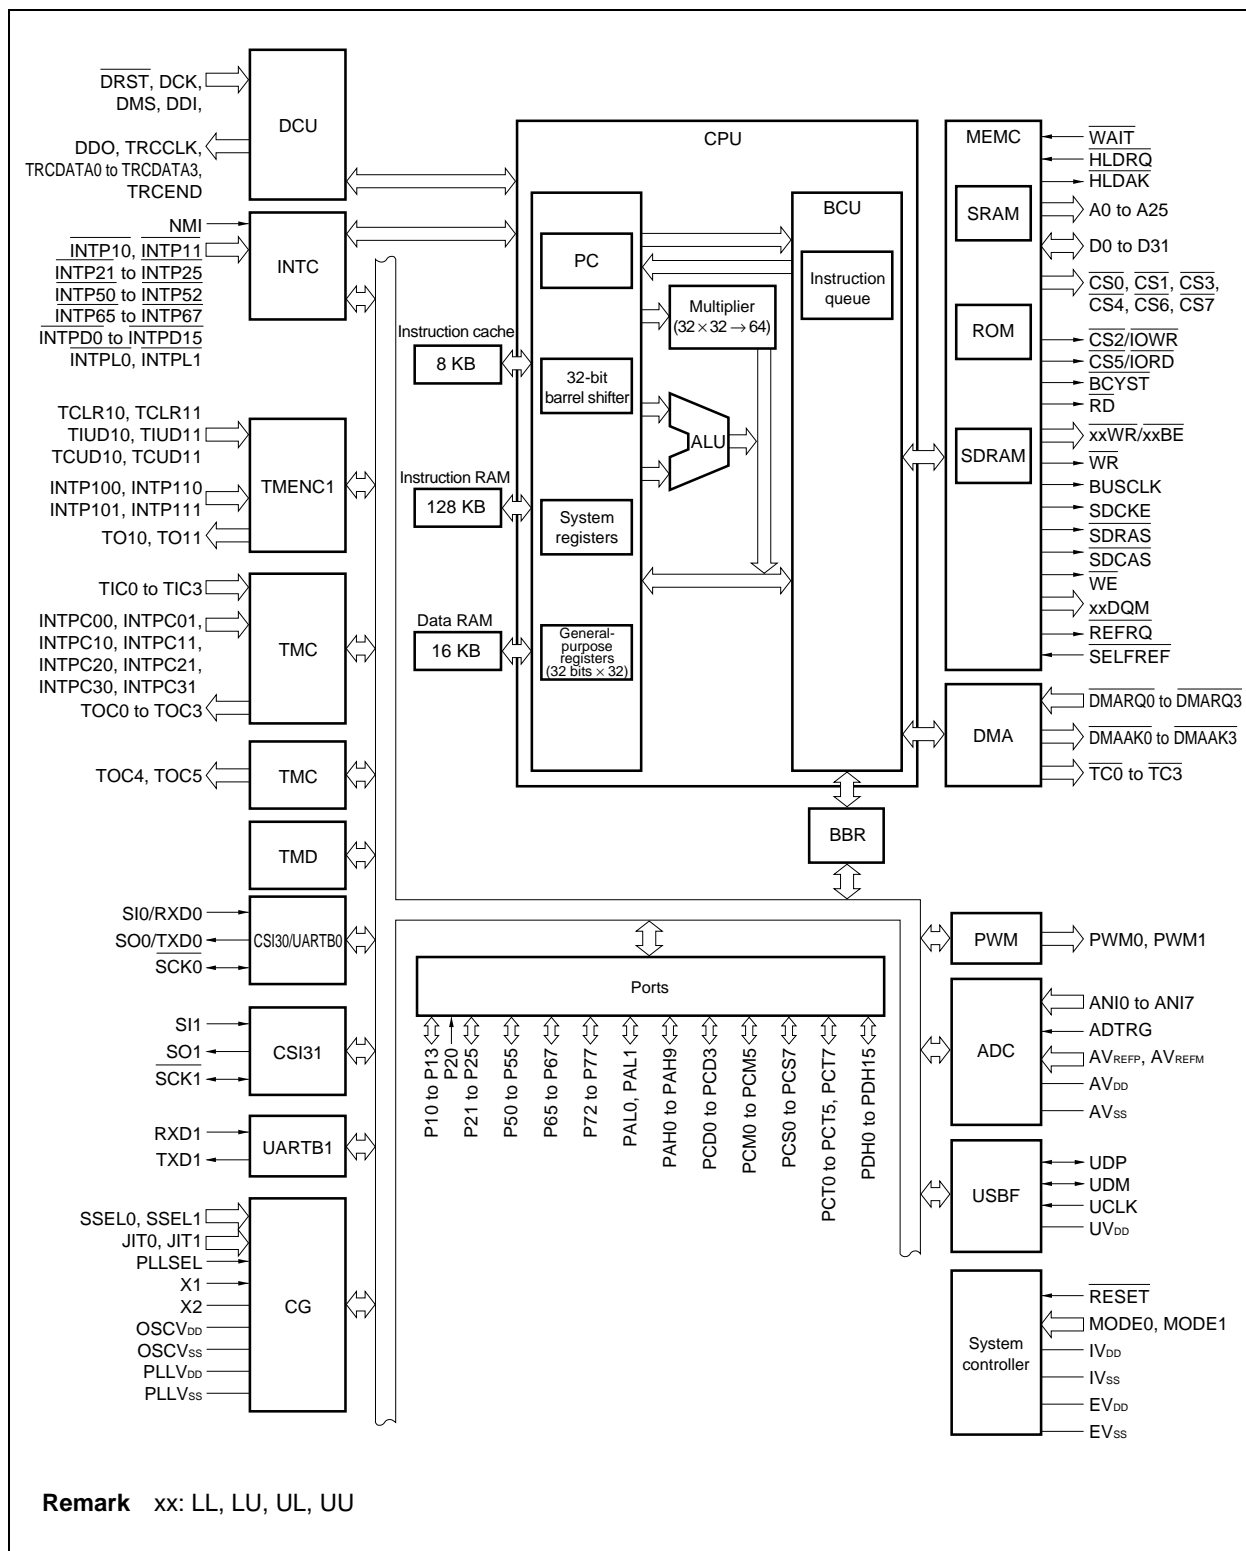 DRST, DCK,
DMS, DDI,
DDO, TRCCLK,
TRCDATA0 to TRCDATA3,
TRCEND
DCU
NMI
INTP10, INTP11
INTP21 to INTP25
INTP50 to INTP52
INTP65 to INTP67
INTPD0 to INTPD15
INTPL0, INTPL1
INTC
TCLR10, TCLR11
TIUD10, TIUD11
TCUD10, TCUD11
INTP100, INTP110
INTP101, INTP111
TO10, TO11
TMENC1
TIC0 to TIC3
INTPC00, INTPC01,
INTPC10, INTPC11,
INTPC20, INTPC21,
INTPC30, INTPC31
TOC0 to TOC3
TMC
TOC4, TOC5
TMC
TMD
SI0/RXD0
SO0/TXD0
SCK0
CSI30/UARTB0
SI1
SO1
SCK1
CSI31
RXD1
TXD1
UARTB1
SSEL0, SSEL1
JIT0, JIT1
PLLSEL
X1
X2
OSCVDD
OSCVSS
PLLVDD
PLLVSS
CG
Instruction cache
8 KB
Instruction RAM
128 KB
Data RAM
16 KB
CPU
PC
32-bit
barrel shifter
System
registers
General-
purpose
registers
(32 bits × 32)
Multiplier
(32 × 32 → 64)
ALU
BCU
Instruction
queue
BBR
Ports
P10 to P13
P20
P21 to P25
P50 to P55
P65 to P67
P72 to P77
PAL0, PAL1
PAH0 to PAH9
PCD0 to PCD3
PCM0 to PCM5
PCS0 to PCS7
PCT0 to PCT5, PCT7
PDH0 to PDH15
MEMC
SRAM
ROM
SDRAM
WAIT
HLDRQ
HLDAK
A0 to A25
D0 to D31
CS0, CS1, CS3,
CS4, CS6, CS7
CS2/IOWR
CS5/IORD
BCYST
RD
xxWR/xxBE
WR
BUSCLK
SDCKE
SDRAS
SDCAS
WE
xxDQM
REFRQ
SELFREF
DMA
DMARQ0 to DMARQ3
DMAAK0 to DMAAK3
TC0 to TC3
PWM
PWM0, PWM1
ADC
ANI0 to ANI7
ADTRG
AVREFP, AVREFM
AVDD
AVSS
USBF
UDP
UDM
UCLK
UVDD
System
controller
RESET
MODE0, MODE1
IVDD
IVSS
EVDD
EVSS
Remark xx: LL, LU, UL, UU